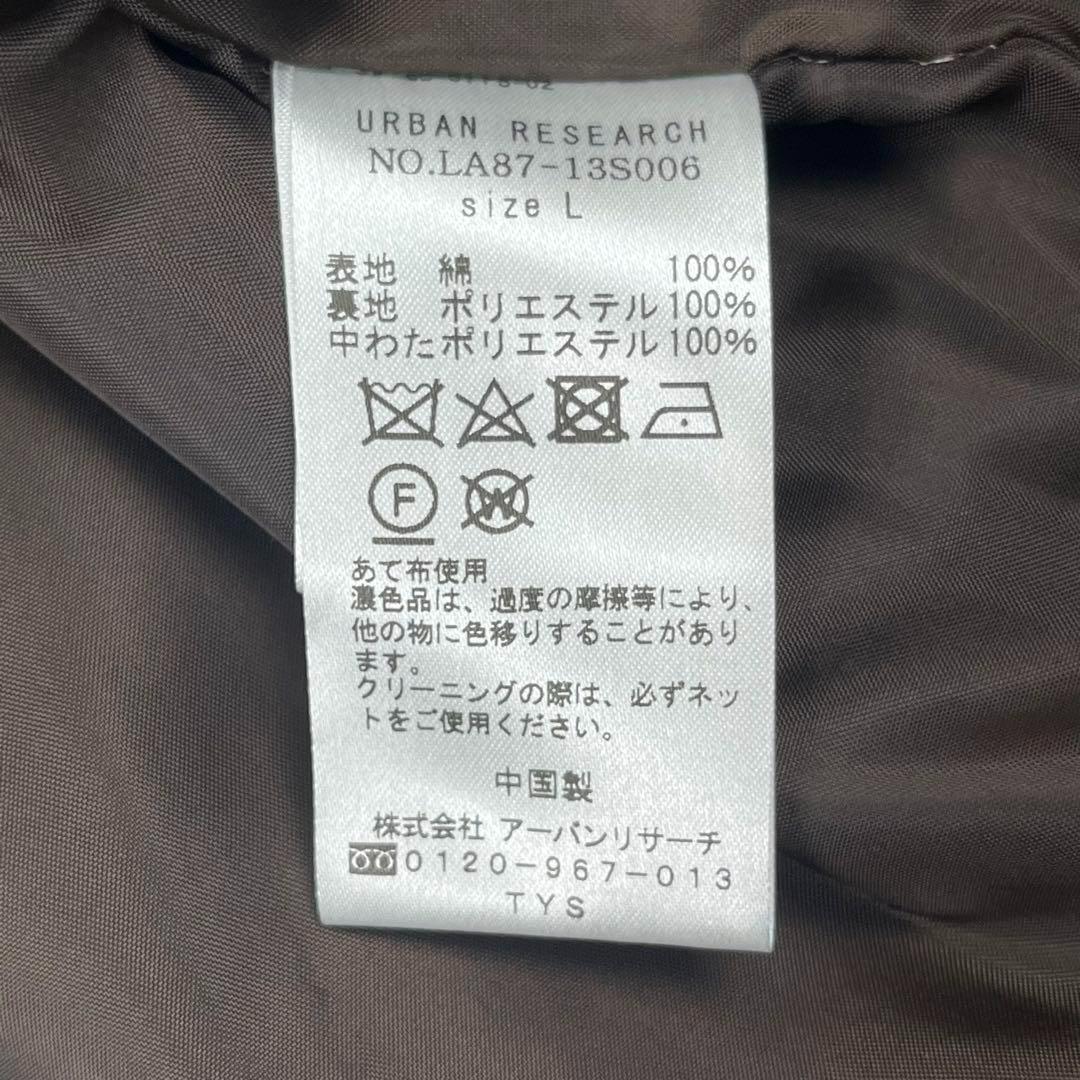 URBAN RESEARCH
NO.LA87-13S006
size L
表地 綿 100%
裏地 ポリエステル100%
中わたポリエステル100%
F W
あて布使用
濃色品は、過度の摩擦等により、
他の物に色移りすることがあり
ます。
クリーニングの際は、必ずネッ
トをご使用ください。
中国製
株式会社 アーバンリサーチ
0120-967-013
TYS